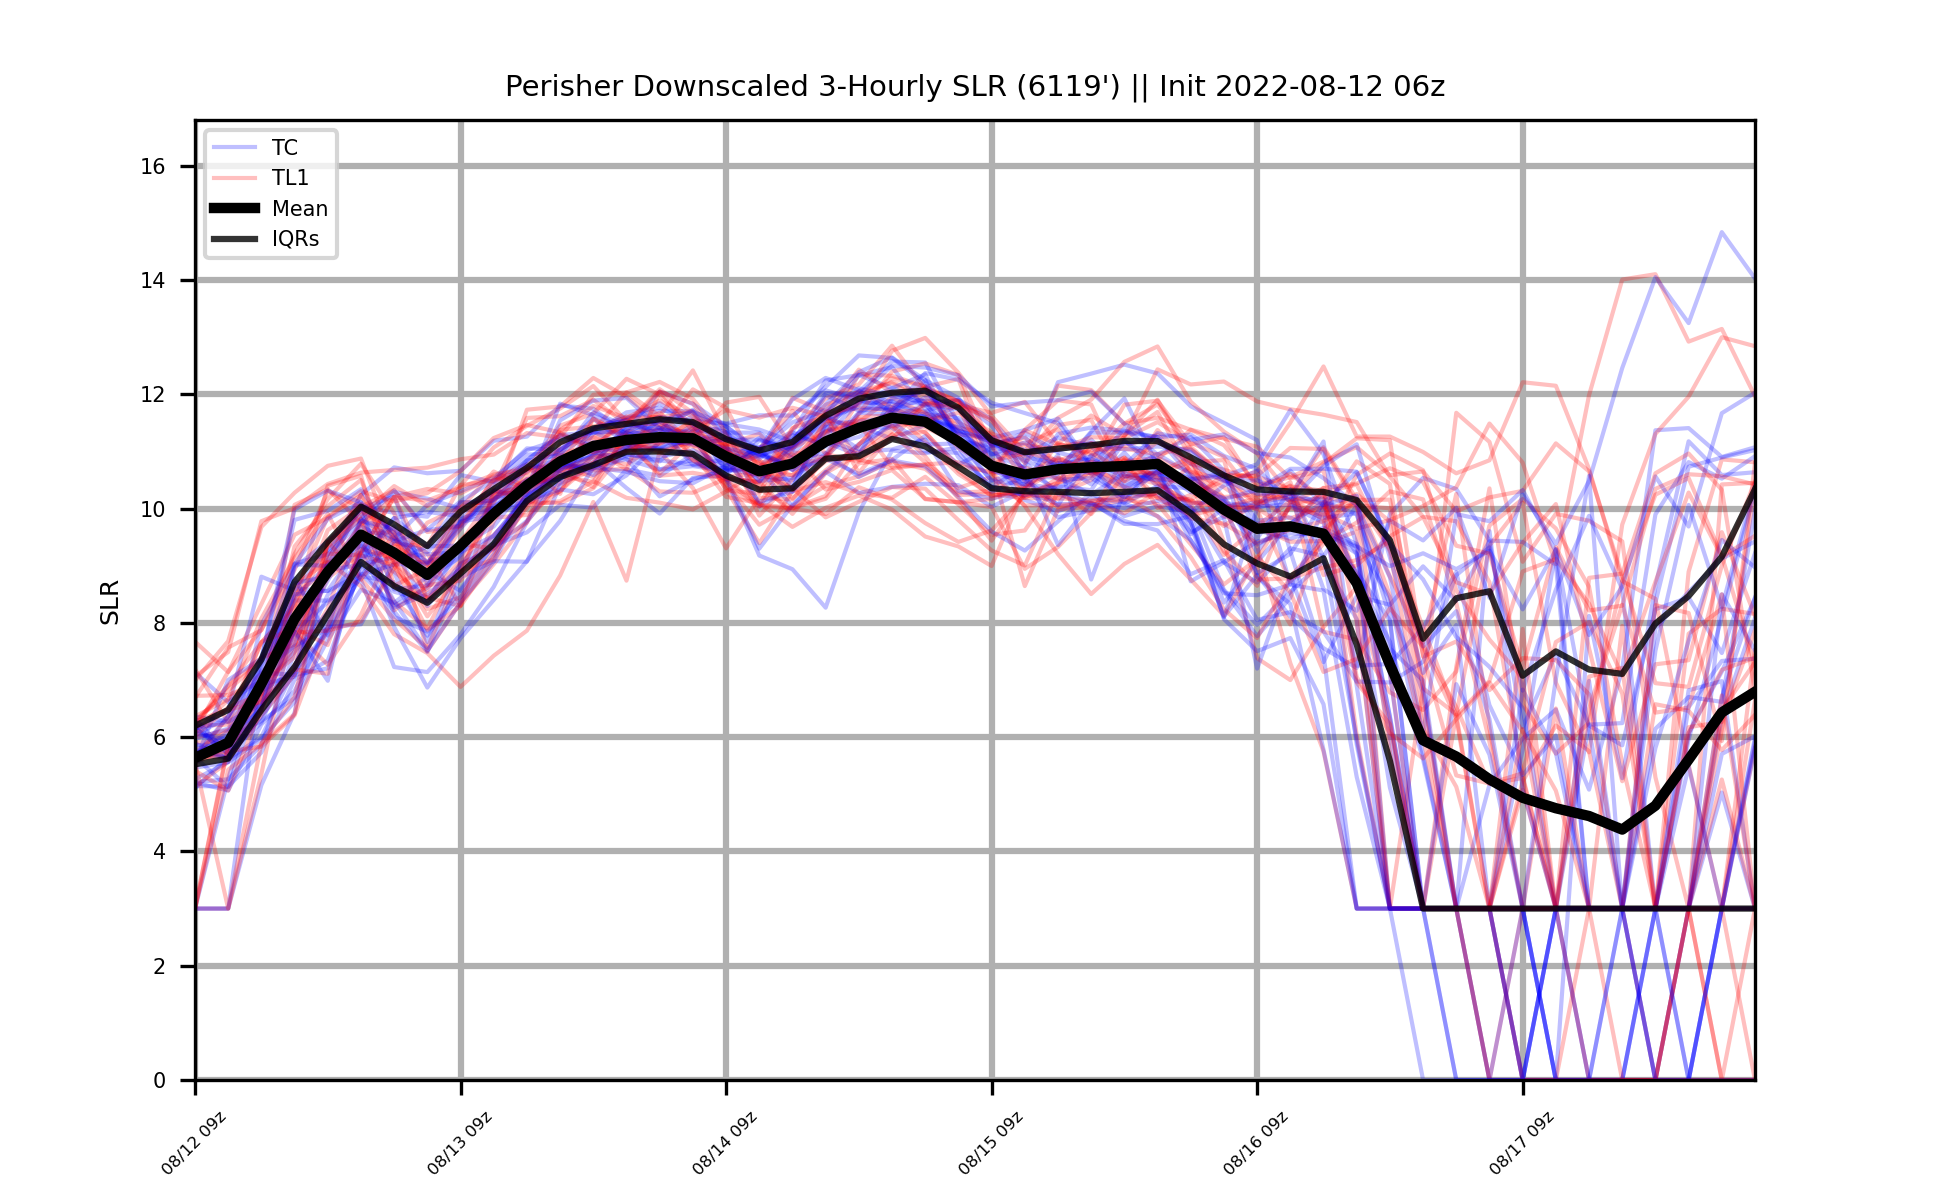 Perisher Downscaled 3-Hourly SLR (6119') || Init 2022-08-12 06z
TC
TL1
Mean
IQRs
SLR
16
14
12
10
8
6
4
2
0
08/12 09z
08/13 09z
08/14 09z
08/15 09z
08/16 09z
08/17 09z